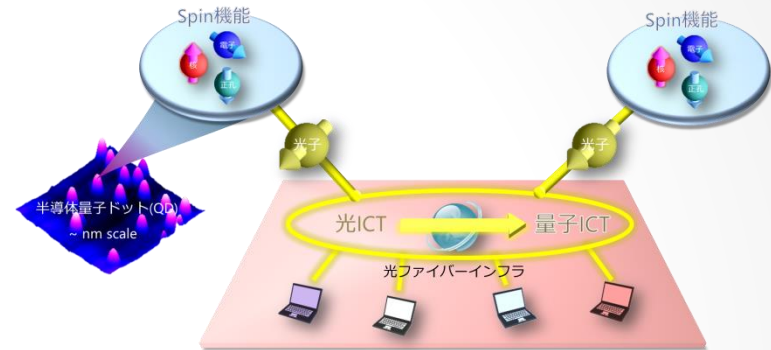 Spin機能
電子
核
正孔
Spin機能
電子
核
正孔
光子
光子
半導体量子ドット(QD)
~ nm scale
光ICT
量子ICT
光ファイバーインフラ